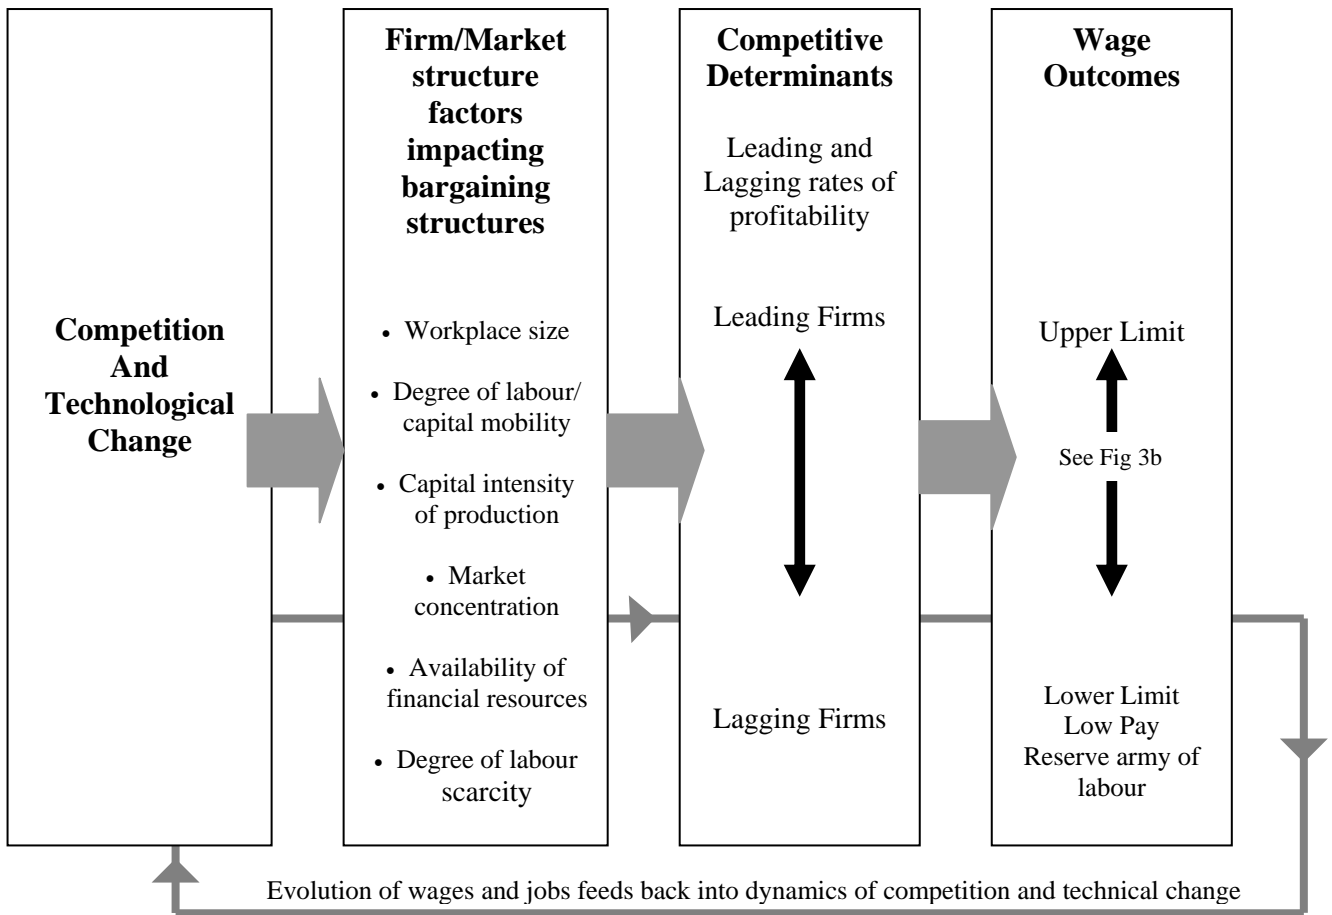 Competition
And
Technological
Change
Firm/Market
structure
factors
impacting
bargaining
structures
• Workplace size
• Degree of labour/
capital mobility
• Capital intensity
of production
• Market
concentration
• Availability of
financial resources
• Degree of labour
scarcity
Competitive
Determinants
Leading and
Lagging rates of
profitability
Leading Firms
Lagging Firms
Wage
Outcomes
Upper Limit
See Fig 3b
Lower Limit
Low Pay
Reserve army of
labour
Evolution of wages and jobs feeds back into dynamics of competition and technical change